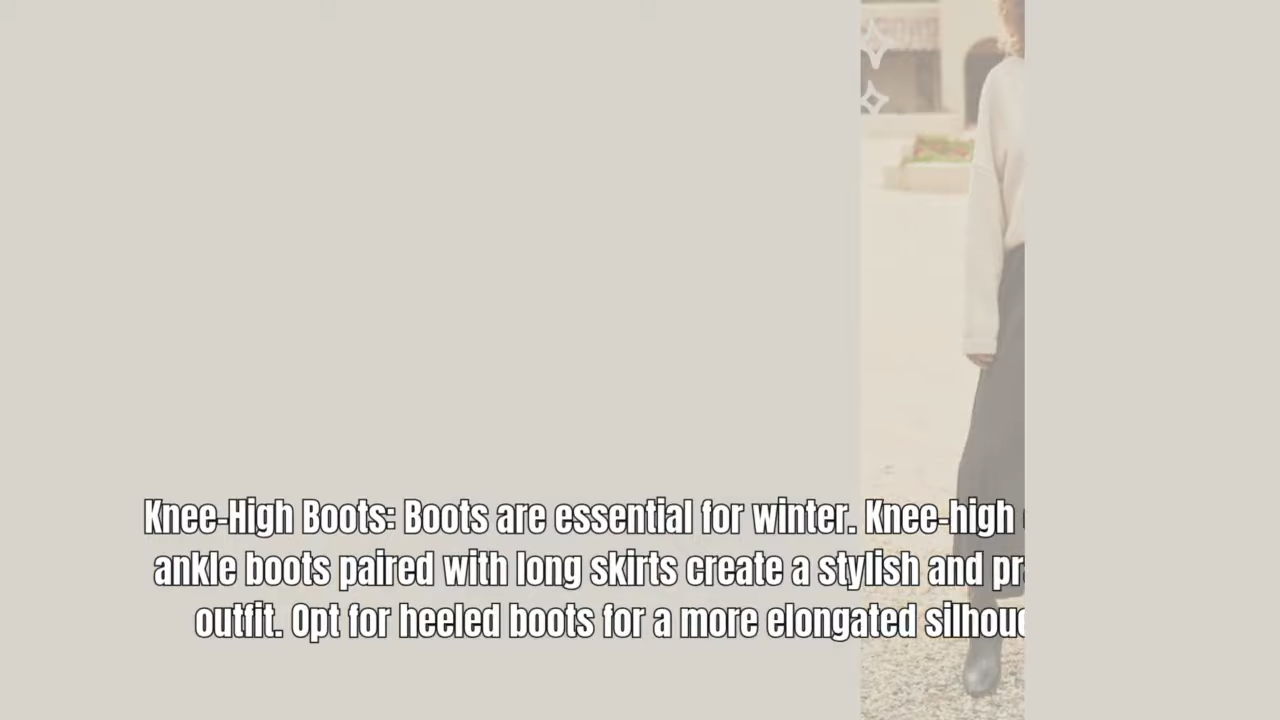 Knee-High Boots: Boots are essential for winter. Knee-high
ankle boots paired with long skirts create a stylish and
outfit. Opt for heeled boots for a more elongated